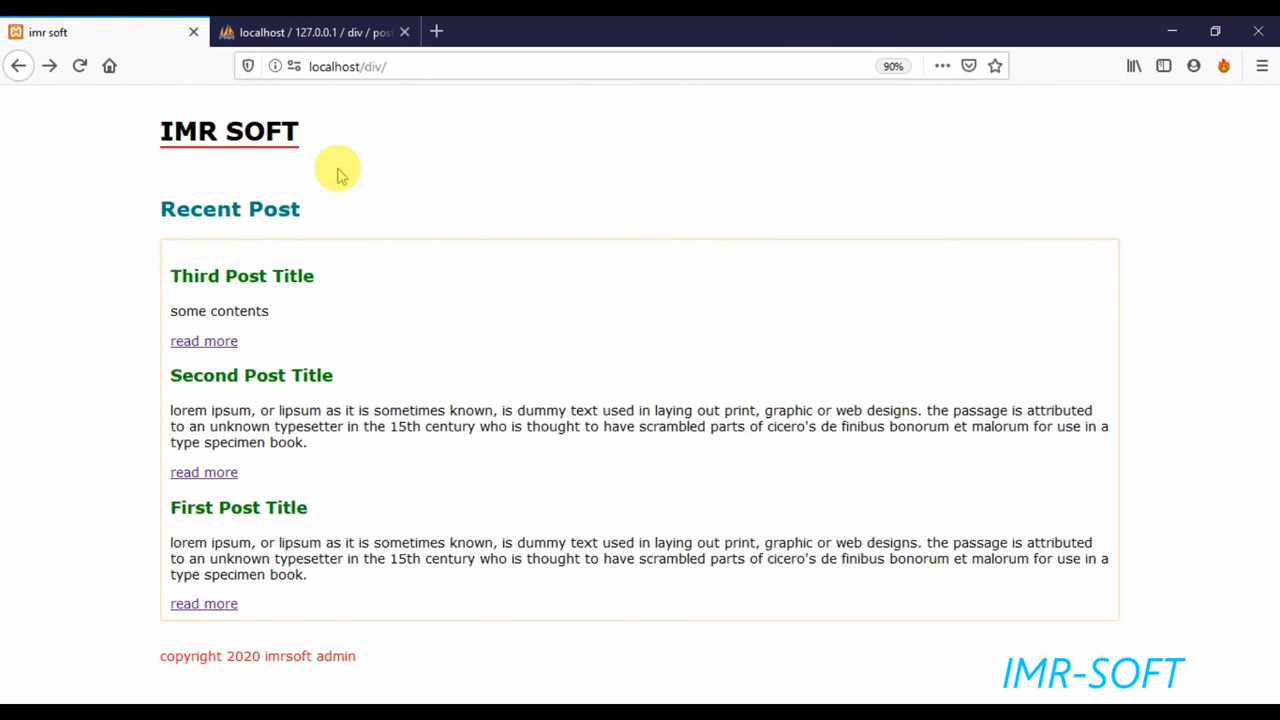 imr soft
localhost / 127.0.0.1 / div / pos
localhost/div/
90%
IMR SOFT
Recent Post
Third Post Title
some contents
read more
Second Post Title
lorem ipsum, or lipsum as it is sometimes known, is dummy text used in laying out print, graphic or web designs. the passage is attributed
to an unknown typesetter in the 15th century who is thought to have scrambled parts of cicero's de finibus bonorum et malorum for use in a
type specimen book.
read more
First Post Title
lorem ipsum, or lipsum as it is sometimes known, is dummy text used in laying out print, graphic or web designs. the passage is attributed
to an unknown typesetter in the 15th century who is thought to have scrambled parts of cicero's de finibus bonorum et malorum for use in a
type specimen book.
read more
copyright 2020 imrsoft admin
IMR-SOFT